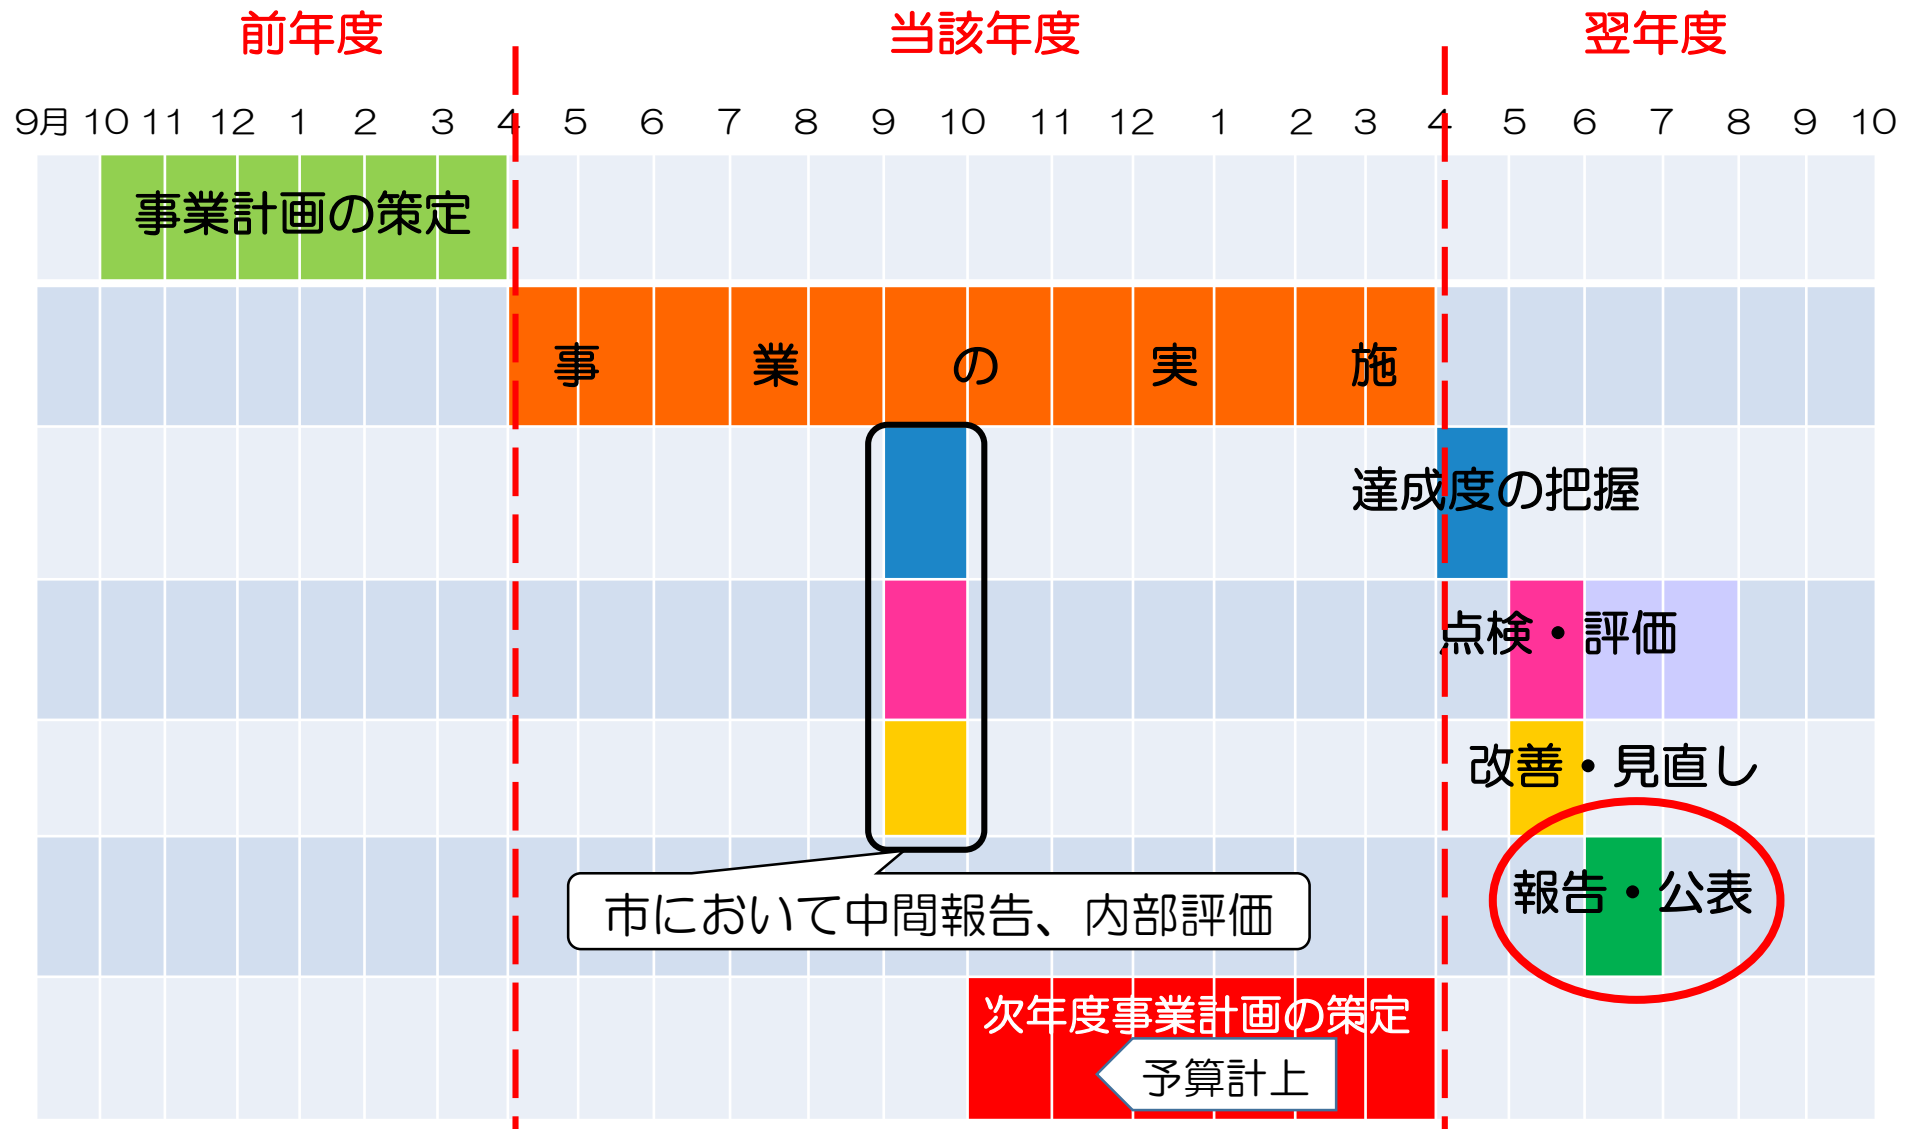 前年度 当該年度 翌年度
9月 10 11 12 1 2 3 4 5 6 7 8 9 10 11 12 1 2 3 4 5 6 7 8 9 10
事業計画の策定
事業の実施
達成度の把握
点検・評価
改善・見直し
報告・公表
市において中間報告、内部評価
次年度事業計画の策定
予算計上